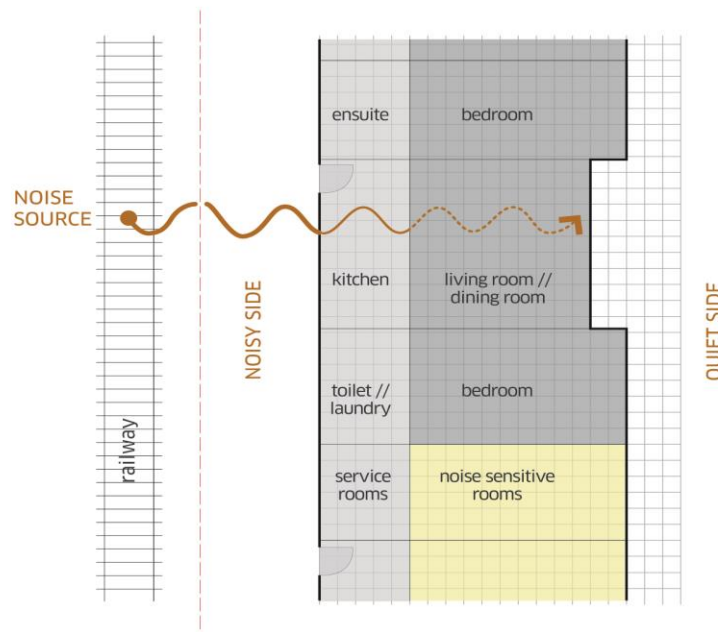 ensuite
bedroom
NOISE
SOURCE
NOISY SIDE
kitchen
living room //
dining room
QUIET SIDE
toilet //
laundry
bedroom
railway
service
rooms
noise sensitive
rooms